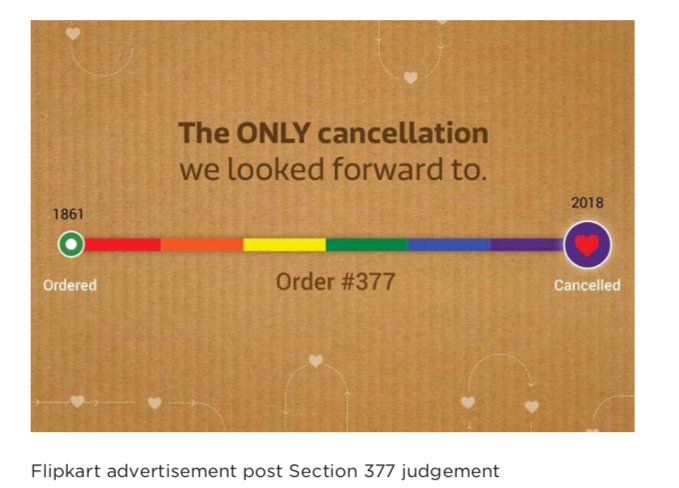 The ONLY cancellation
we looked forward to.
1861
2018
Order #377
Ordered
Cancelled
Flipkart advertisement post Section 377 judgement